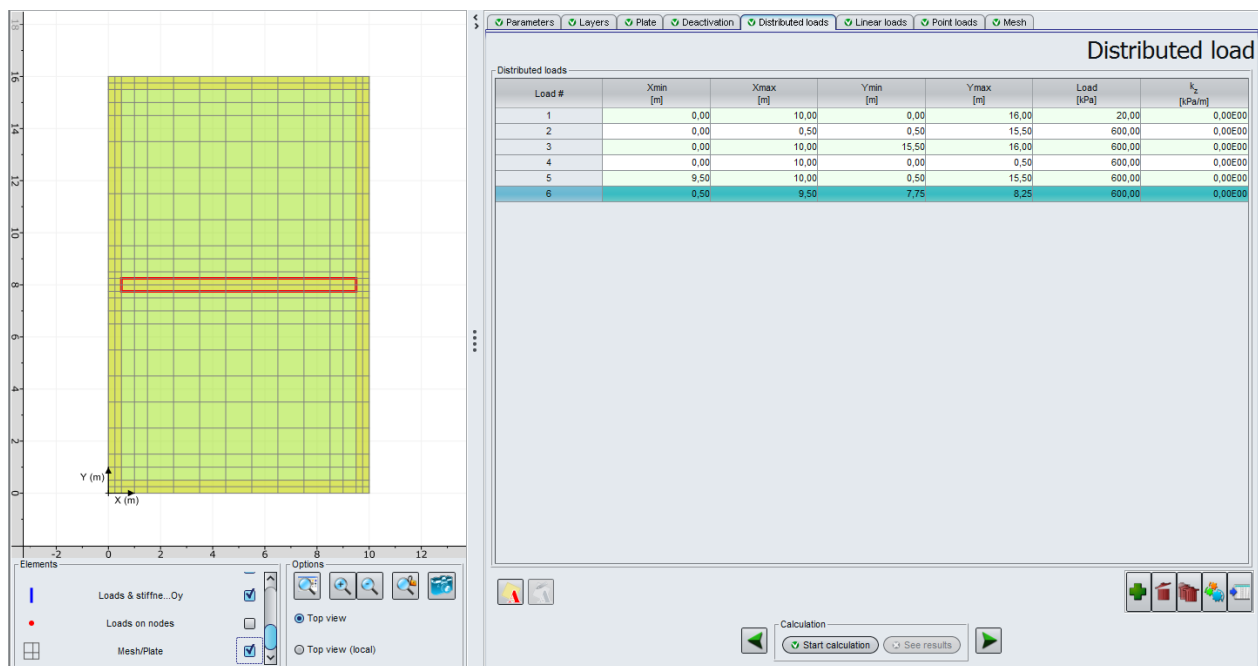 Parameters Layers Plate Deactivation Distributed loads Linear loads Point loads Mesh
Distributed load
Distributed loads
Load # Xmin [m] Xmax [m] Ymin [m] Ymax [m] Load [kPa] kz [kPa/m]
1 0,00 10,00 0,00 16,00 20,00 0,00E00
2 0,00 0,50 0,50 15,50 600,00 0,00E00
3 0,00 10,00 15,50 16,00 600,00 0,00E00
4 0,00 10,00 0,00 0,50 600,00 0,00E00
5 9,50 10,00 0,50 15,50 600,00 0,00E00
6 0,50 9,50 7,75 8,25 600,00 0,00E00
18
16
14
12
10
8
6
4
2
0
Y (m)
X (m)
-2 0 2 4 6 8 10 12
Elements
Loads & stiffne...Oy
Loads on nodes
Mesh/Plate
Options
Top view
Top view (local)
Calculation
Start calculation See results